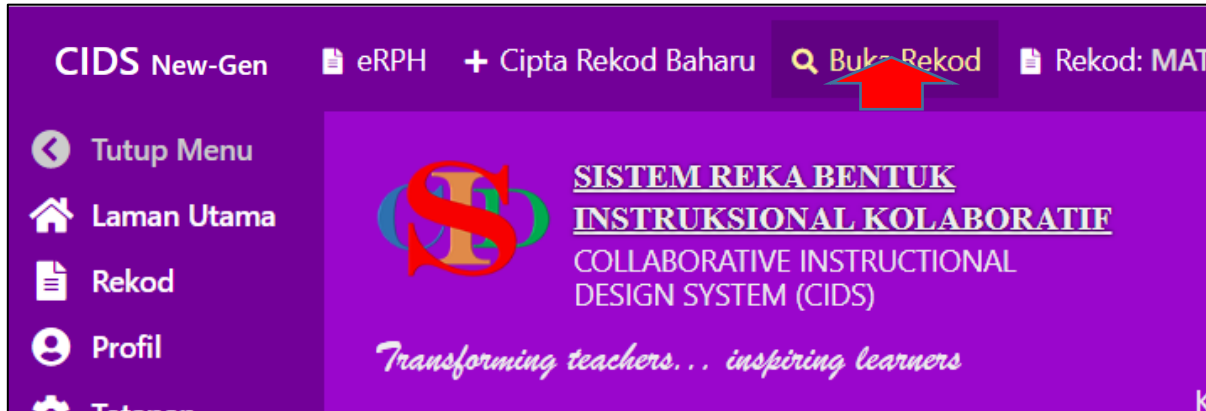 CIDS New-Gen eRPH + Cipta Rekod Baharu Buka Rekod Rekod: MAT
Tutup Menu
Laman Utama
Rekod
Profil
SISTEM REKA BENTUK
INSTRUKSIONAL KOLABORATIF
COLLABORATIVE INSTRUCTIONAL
DESIGN SYSTEM (CIDS)
Transforming teachers... inspiring learners